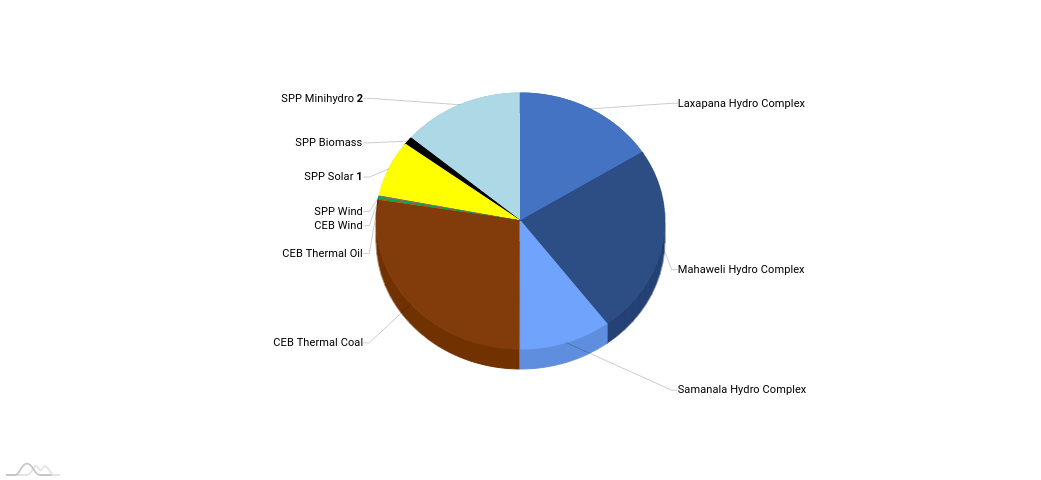 SPP Minihydro 2
Laxapana Hydro Complex
SPP Biomass
SPP Solar 1
SPP Wind
CEB Wind
CEB Thermal Oil
Mahaweli Hydro Complex
CEB Thermal Coal
Samanala Hydro Complex